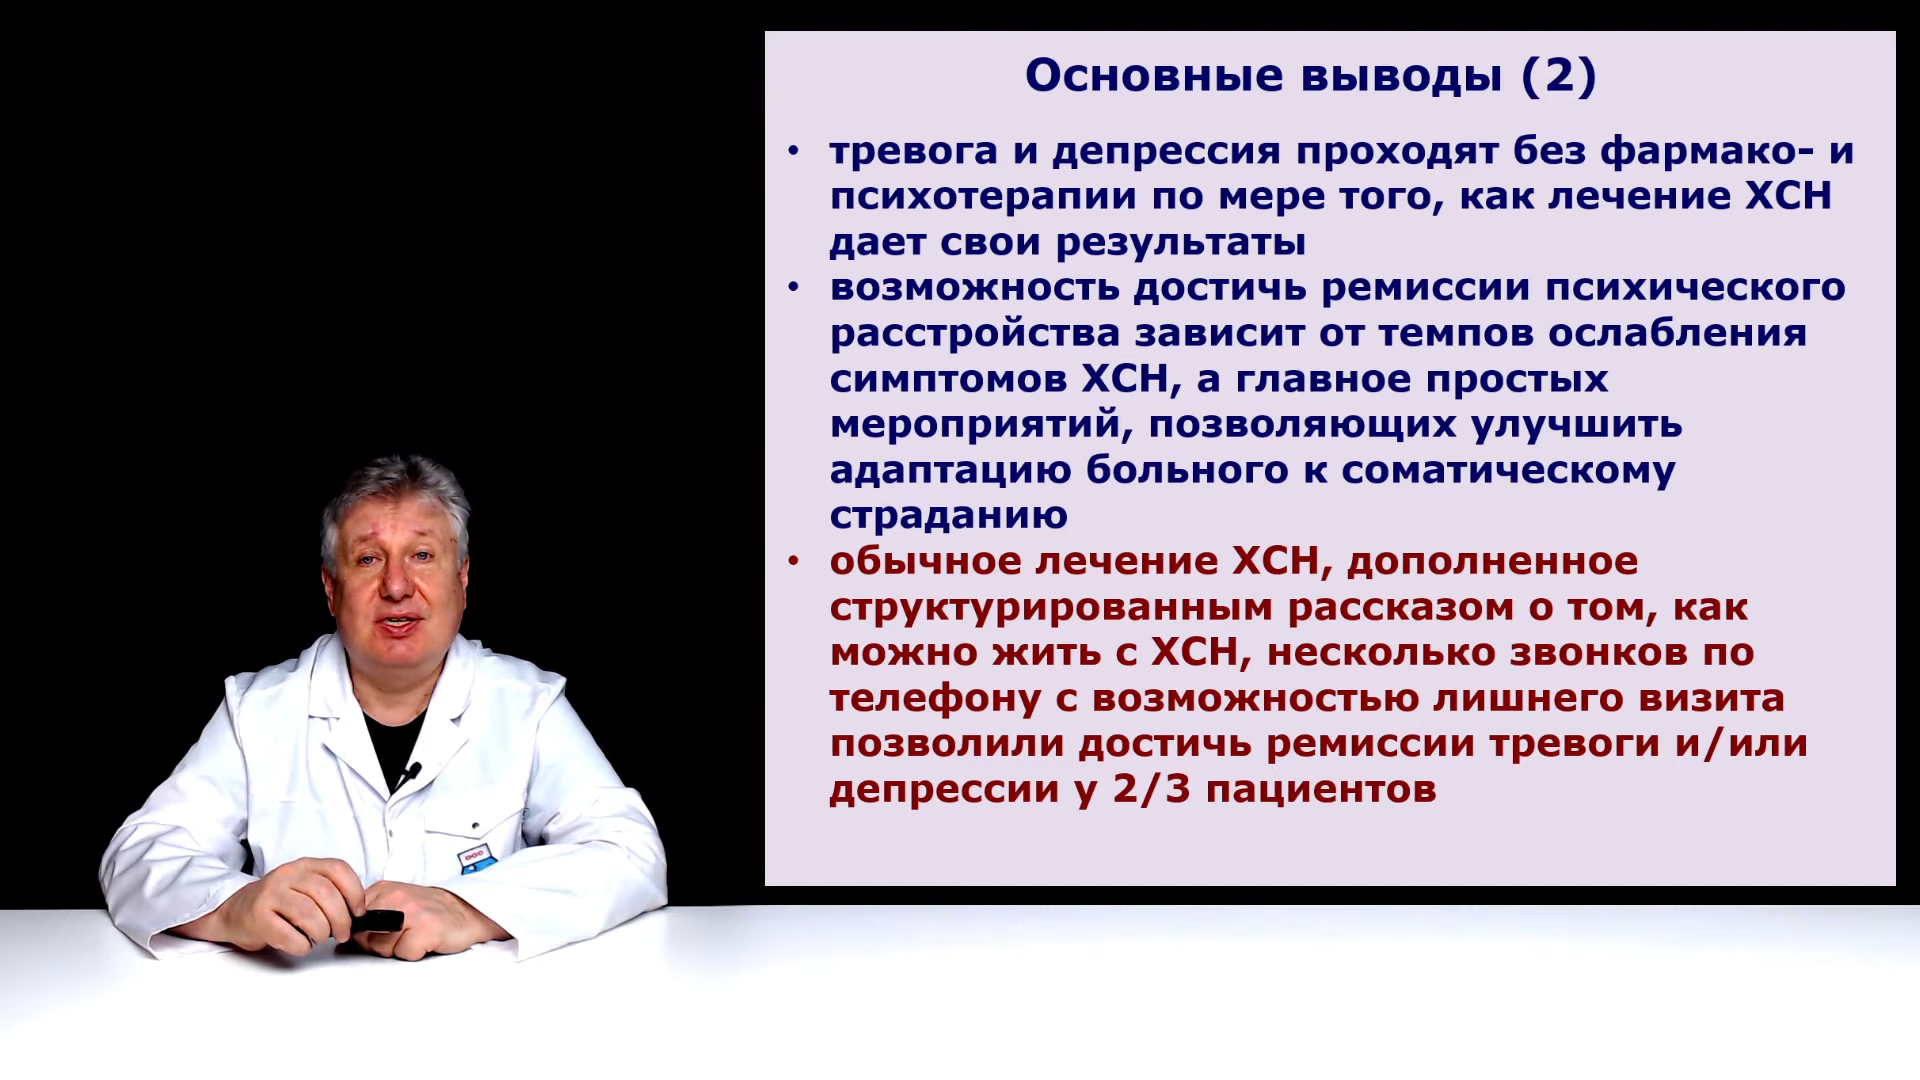 Основные выводы (2)
• тревога и депрессия проходят без фармако- и
психотерапии по мере того, как лечение ХСН
дает свои результаты
• возможность достичь ремиссии психического
расстройства зависит от темпов ослабления
симптомов ХСН, а главное простых
мероприятий, позволяющих улучшить
адаптацию больного к соматическому
страданию
• обычное лечение ХСН, дополненное
структурированным рассказом о том, как
можно жить с ХСН, несколько звонков по
телефону с возможностью лишнего визита
позволили достичь ремиссии тревоги и/или
депрессии у 2/3 пациентов